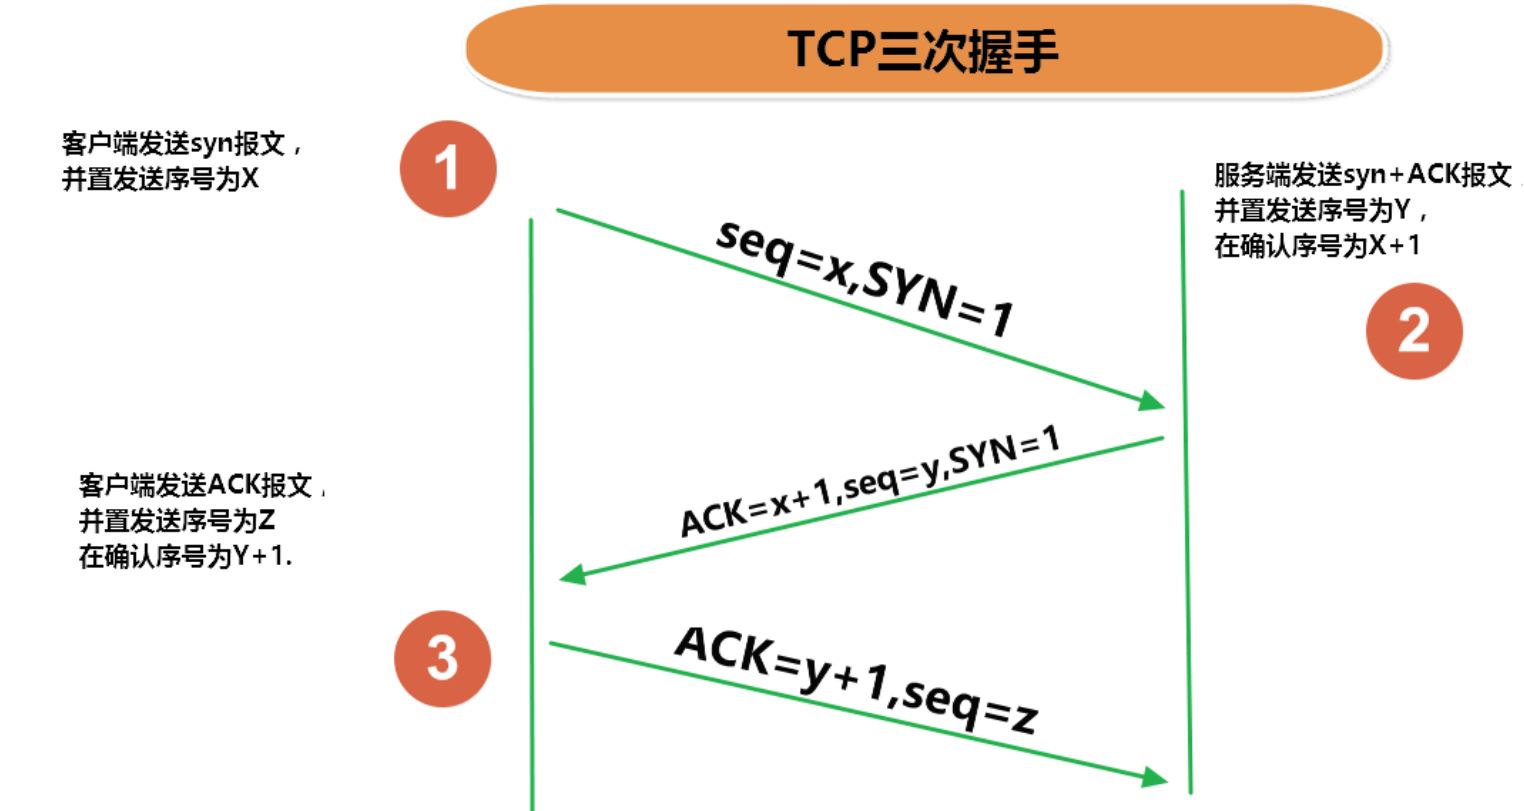 TCP三次握手
客户端发送syn报文，
并置发送序号为X
1
服务端发送syn+ACK报文，
并置发送序号为Y，
在确认序号为X+1
2
seq=x,SYN=1
ACK=x+1,seq=y,SYN=1
客户端发送ACK报文，
并置发送序号为Z
在确认序号为Y+1.
3
ACK=y+1,seq=z